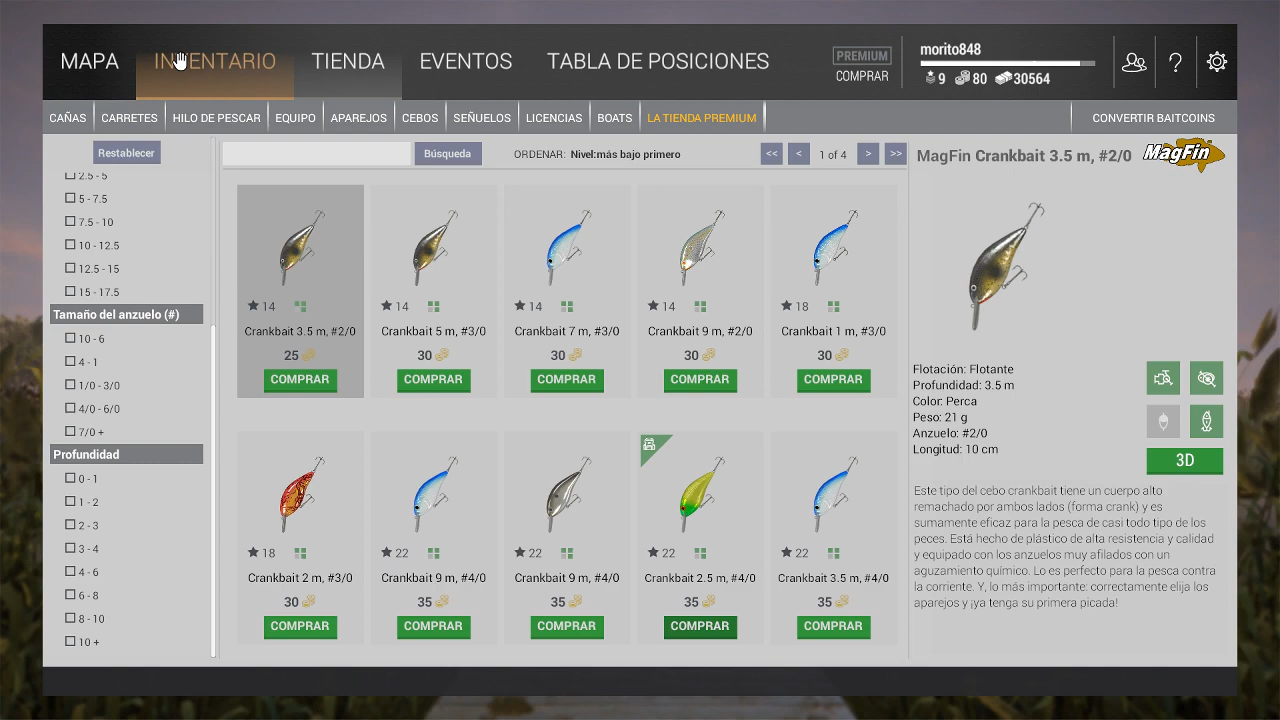 MAPA INVENTARIO TIENDA EVENTOS TABLA DE POSICIONES
PREMIUM
COMPRAR
morito848
9 80 30564
CAÑAS CARRETES HILO DE PESCAR EQUIPO APAREJOS CEBOS SEÑUELOS LICENCIAS BOATS LA TIENDA PREMIUM CONVERTIR BAITCOINS
Restablecer
2.5 - 5
5 - 7.5
7.5 - 10
10 - 12.5
12.5 - 15
15 - 17.5
Tamaño del anzuelo (#)
10 - 6
4 - 1
1/0 - 3/0
4/0 - 6/0
7/0 +
Profundidad
0 - 1
1 - 2
2 - 3
3 - 4
4 - 6
6 - 8
8 - 10
10 +
Búsqueda ORDENAR: Nivel:más bajo primero << < 1 of 4 > >>
14 14 14 14 18
Crankbait 3.5 m, #2/0 Crankbait 5 m, #3/0 Crankbait 7 m, #3/0 Crankbait 9 m, #2/0 Crankbait 1 m, #3/0
25 30 30 30 30
COMPRAR COMPRAR COMPRAR COMPRAR COMPRAR
18 22 22 22 22
Crankbait 2 m, #3/0 Crankbait 9 m, #4/0 Crankbait 9 m, #4/0 Crankbait 2.5 m, #4/0 Crankbait 3.5 m, #4/0
30 35 35 35 35
COMPRAR COMPRAR COMPRAR COMPRAR COMPRAR
MagFin Crankbait 3.5 m, #2/0 MagFin
Flotación: Flotante
Profundidad: 3.5 m
Color: Perca
Peso: 21 g
Anzuelo: #2/0
Longitud: 10 cm
3D
Este tipo del cebo crankbait tiene un cuerpo alto
remachado por ambos lados (forma crank) y es
sumamente eficaz para la pesca de casi todo tipo de los
peces. Está hecho de plástico de alta resistencia y calidad
y equipado con los anzuelos muy afilados con un
aguzamiento químico. Lo es perfecto para la pesca contra
la corriente. Y, lo más importante: correctamente elija los
aparejos y ¡ya tenga su primera picada!